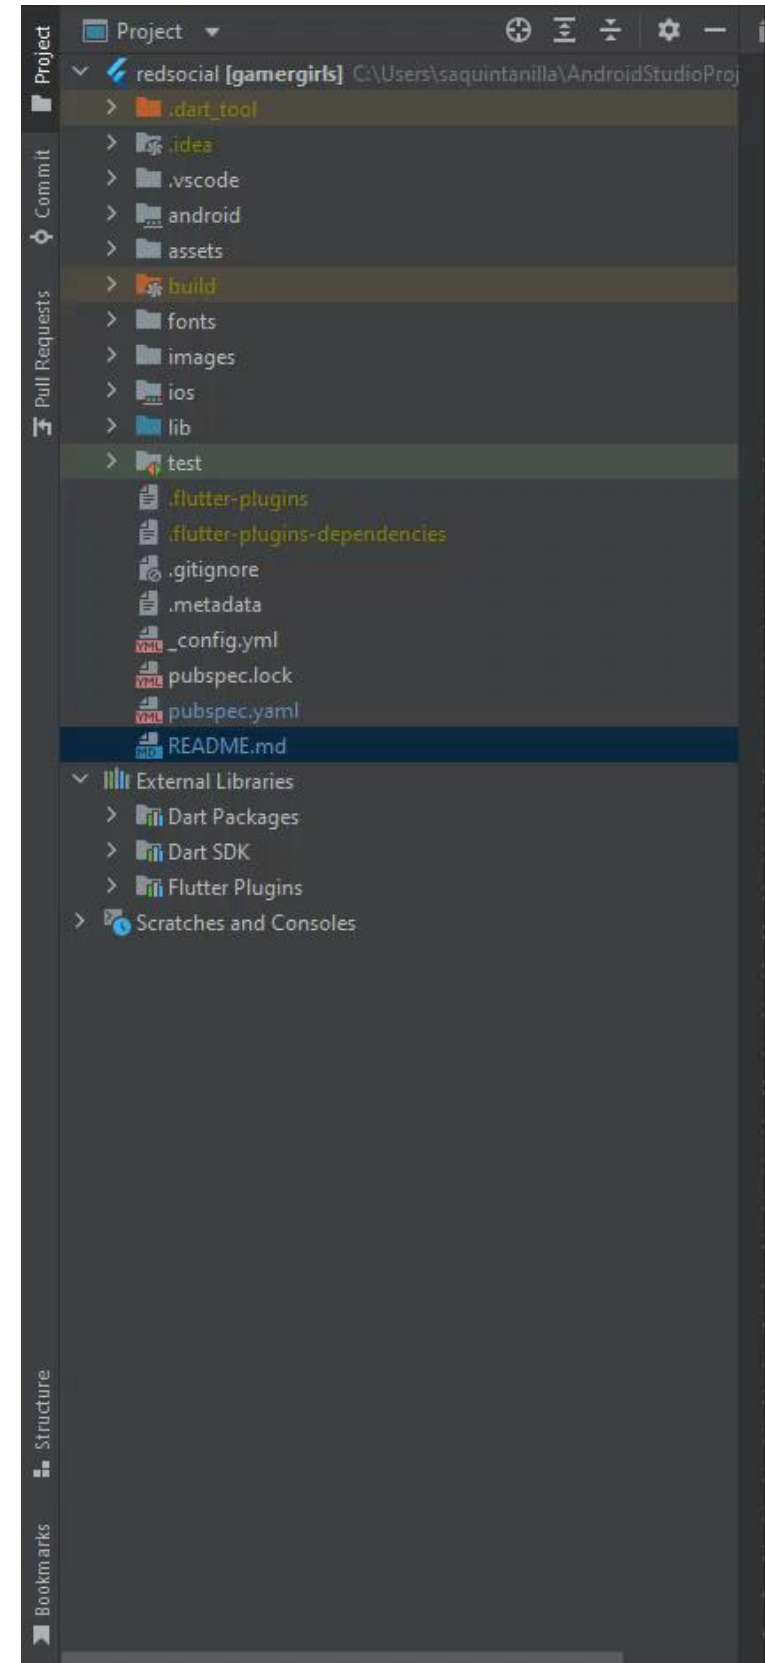 Project
redsocial [gamergirls] C:\Users\saquintanilla\AndroidStudioProj
.dart_tool
.idea
.vscode
android
assets
build
fonts
images
ios
lib
test
.flutter-plugins
.flutter-plugins-dependencies
.gitignore
.metadata
_config.yml
pubspec.lock
pubspec.yaml
README.md
External Libraries
Dart Packages
Dart SDK
Flutter Plugins
Scratches and Consoles
Project
Commit
Pull Requests
Structure
Bookmarks